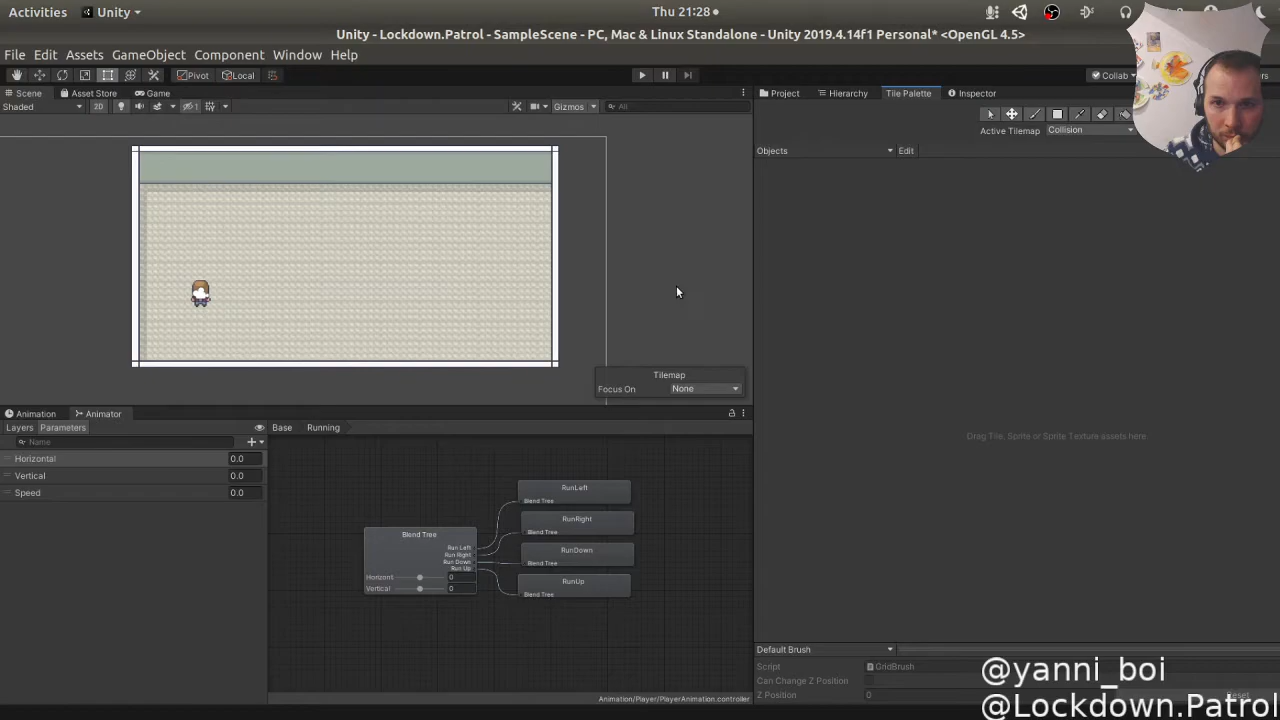 Activities Unity Thu 21:28
Unity - Lockdown.Patrol - SampleScene - PC, Mac & Linux Standalone - Unity 2019.4.14f1 Personal* <OpenGL 4.5>
File Edit Assets GameObject Component Window Help
Pivot Local Collab
Scene Asset Store Game Project Hierarchy Tile Palette Inspector
Shaded 2D Gizmos All
Active Tilemap Collision
Objects Edit
Tilemap
Focus On None
Animation Animator
Layers Parameters Base Running
Name
Horizontal 0.0
Vertical 0.0
Speed 0.0
Blend Tree
Run Left
Run Right
Run Down
Run Up
Horizont 0
Vertical 0
RunLeft
Blend Tree
RunRight
Blend Tree
RunDown
Blend Tree
RunUp
Blend Tree
Animation/Player/PlayerAnimation.controller
Drag Tile, Sprite or Sprite Texture assets here
Default Brush
Script GridBrush
Can Change Z Position
Z Position 0
Reset
@yanni_boi
@Lockdown.Patrol